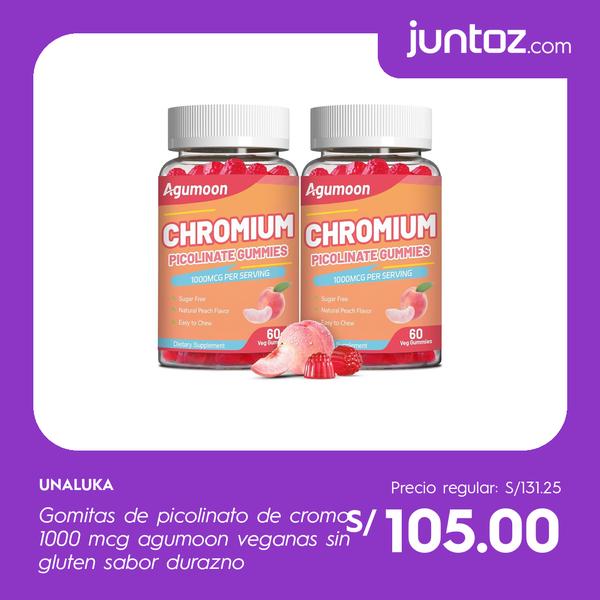 juntoz.com
Agumoon
CHROMIUM
PICOLINATE GUMMIES
1000MCG PER SERVING
Sugar Free
Natural Peach Flavor
Easy to Chew
60
Veg Gummies
Dietary Supplement
Agumoon
CHROMIUM
PICOLINATE GUMMIES
1000MCG PER SERVING
Sugar Free
Natural Peach Flavor
Easy to Chew
60
Veg Gummies
UNALUKA
Gomitas de picolinato de cromo
1000 mcg agumoon veganas sin
gluten sabor durazno
Precio regular: S/131.25
S/ 105.00